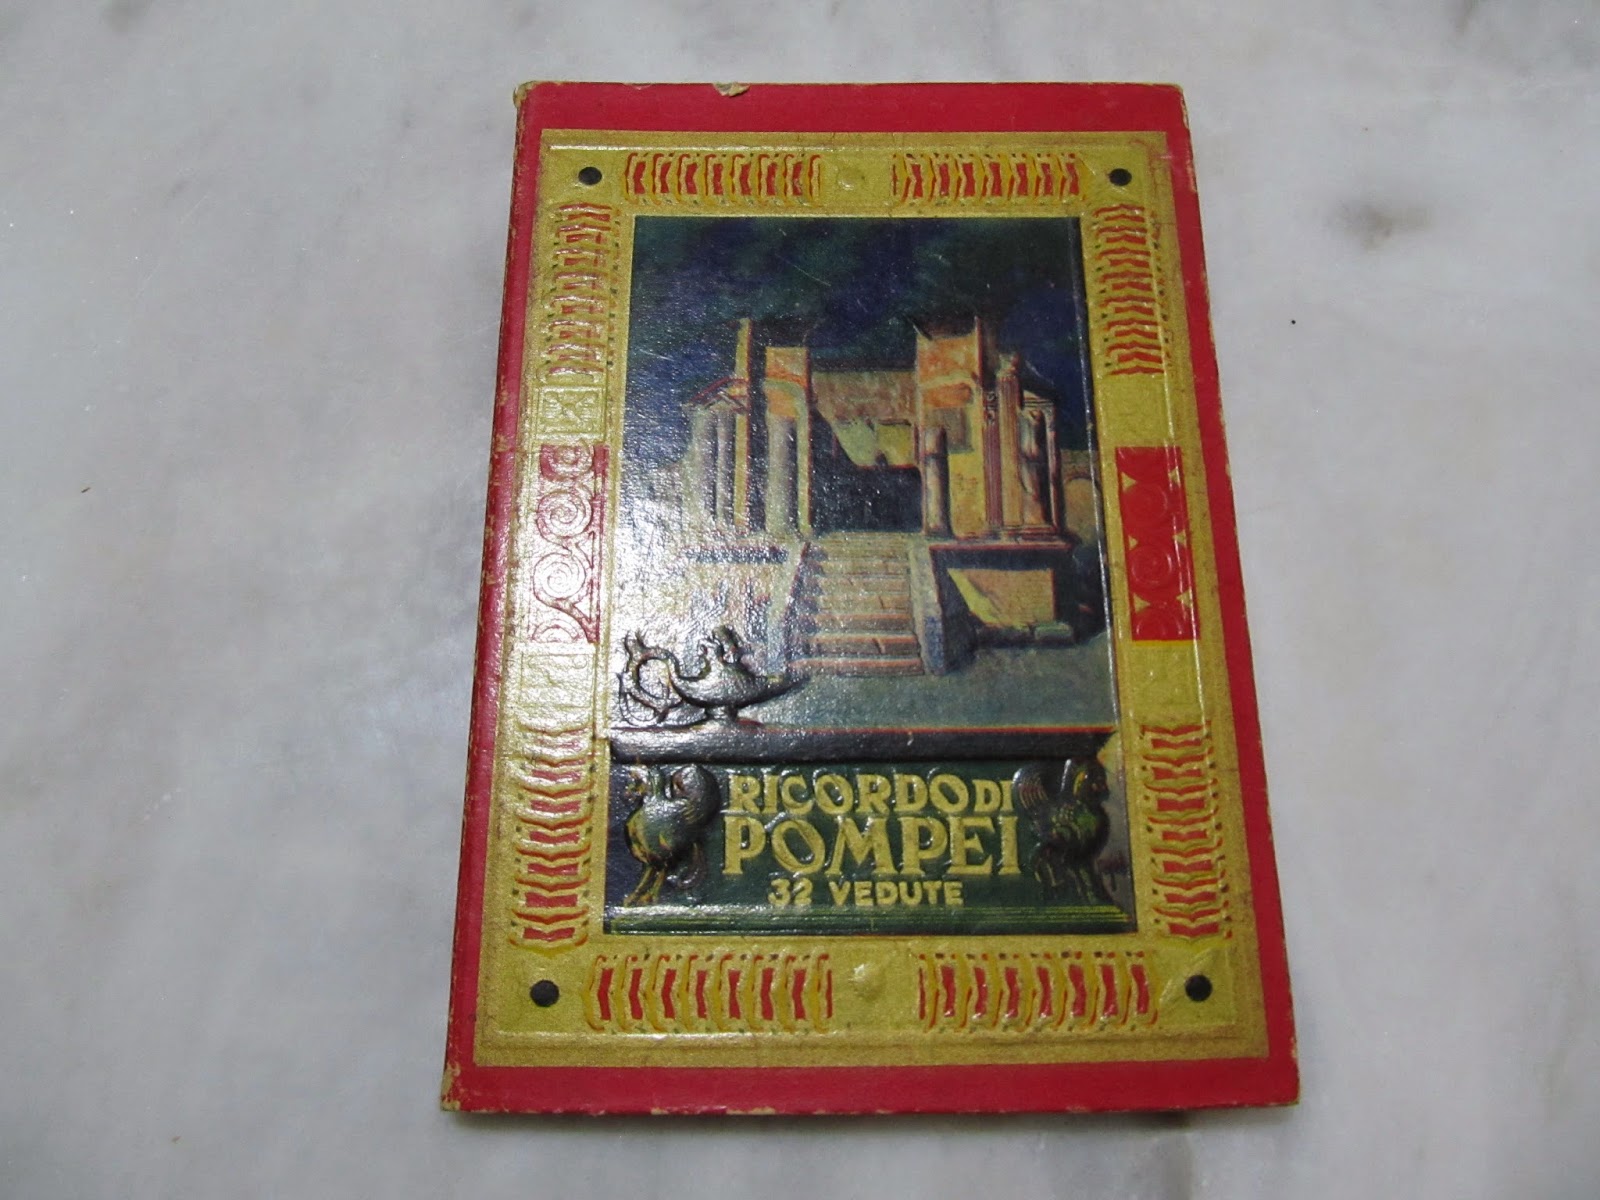 RICORDO DI
POMPEI
32 VEDUTE